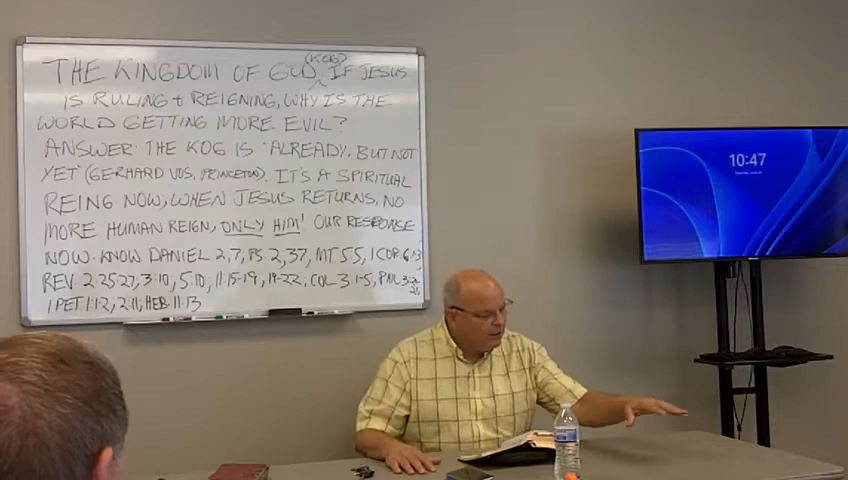 (KOG)
THE KINGDOM OF GOD, IF JESUS
IS RULING + REIGNING, WHY IS THE
WORLD GETTING MORE EVIL?
ANSWER: THE KOG IS "ALREADY, BUT NOT
YET" (GERHARD VOS, PRINCETON). IT'S A SPIRITUAL
REING NOW, WHEN JESUS RETURNS, NO
MORE HUMAN REIGN, ONLY HIM! OUR RESPONSE
NOW: KNOW DANIEL 2,7, PS. 2,37, MT 5:5, 1 COR. 6:
REV. 2:25-27, 3:10, 5:10, 11:15-19, 19-22, COL 3:1-5, PHIL
1 PET 1:1-2, 2:11, HEB. 11:13
10:47